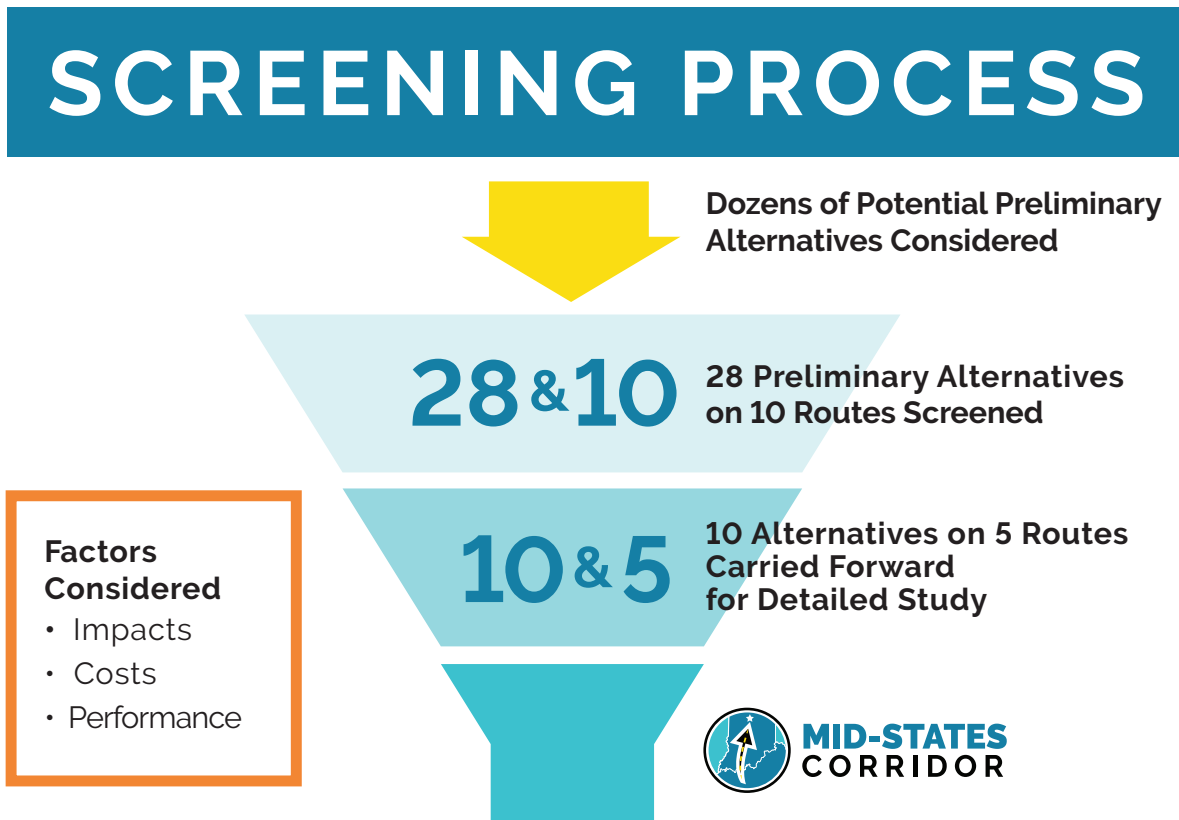 SCREENING PROCESS
Dozens of Potential Preliminary
Alternatives Considered
28 & 10
28 Preliminary Alternatives
on 10 Routes Screened
10 & 5
10 Alternatives on 5 Routes
Carried Forward
for Detailed Study
Factors
Considered
• Impacts
• Costs
• Performance
MID-STATES
CORRIDOR